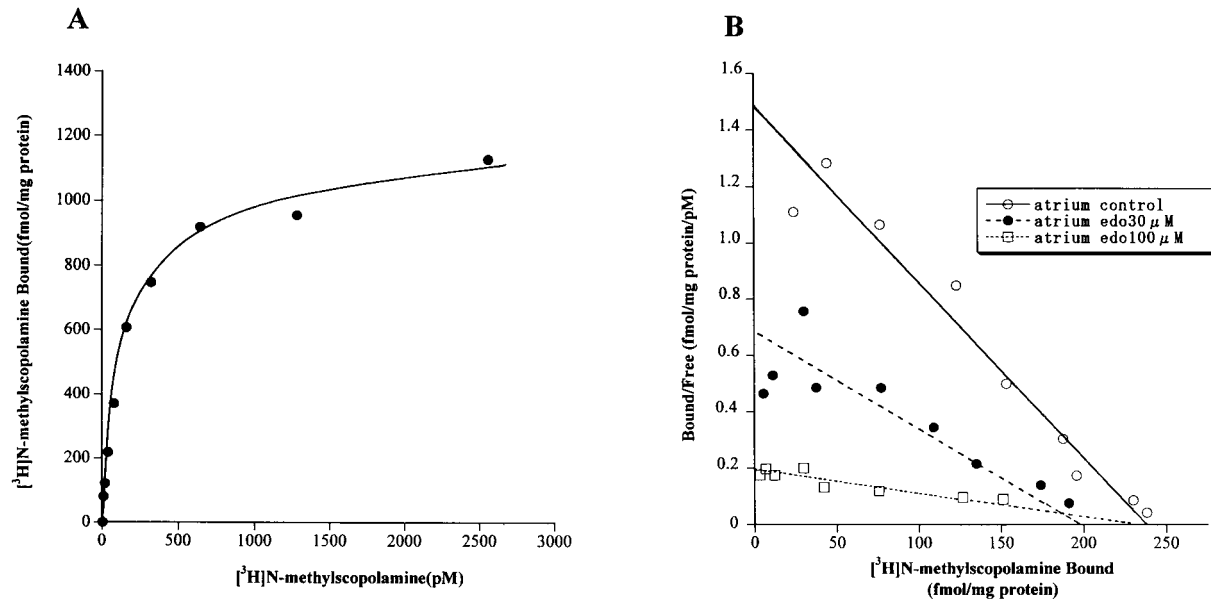 A
1400
1200
1000
800
600
400
200
0
[³H]N-methylscopolamine Bound(fmol/mg protein)
0 500 1000 1500 2000 2500 3000
[³H]N-methylscopolamine(pM)
B
1.6
1.4
1.2
1.0
0.8
0.6
0.4
0.2
0
Bound/Free (fmol/mg protein/pM)
atrium control
atrium edo30μM
atrium edo100μM
0 50 100 150 200 250
[³H]N-methylscopolamine Bound
(fmol/mg protein)